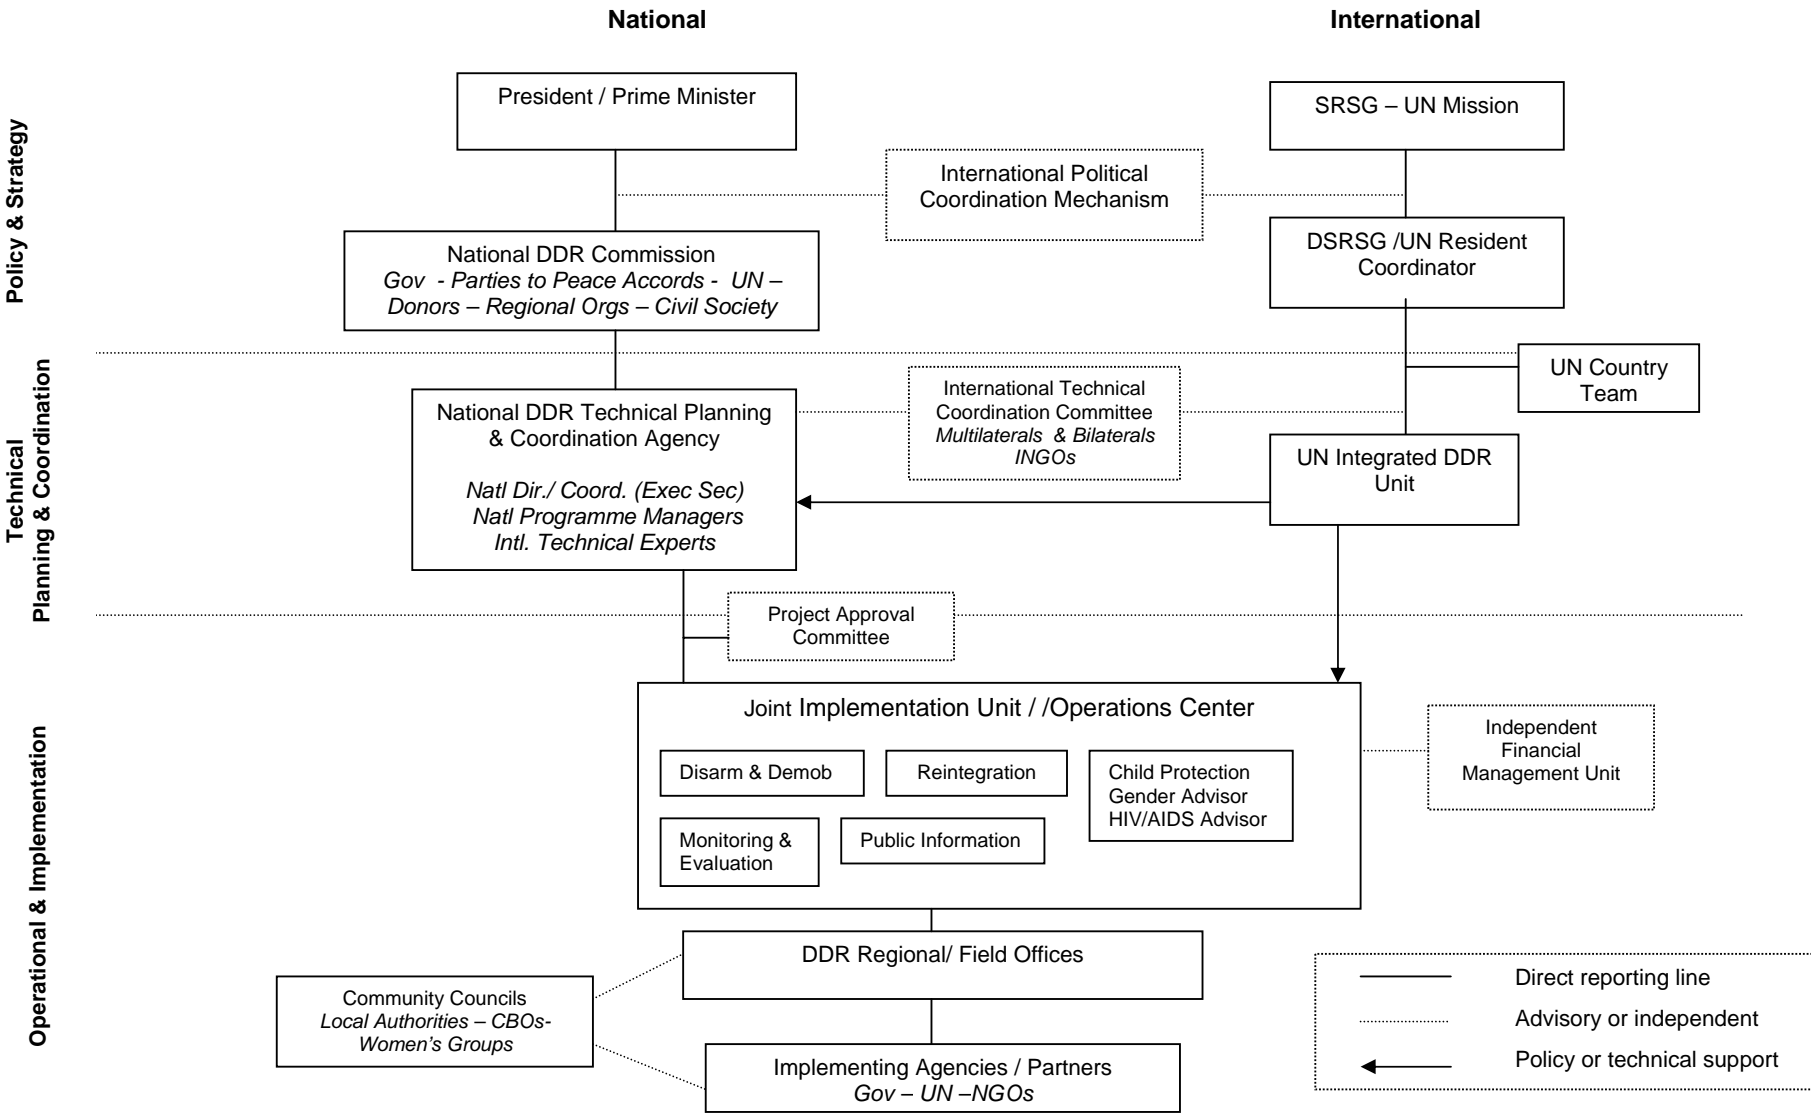 National
International
Policy & Strategy
President / Prime Minister
SRSG – UN Mission
International Political
Coordination Mechanism
National DDR Commission
Gov - Parties to Peace Accords - UN –
Donors – Regional Orgs – Civil Society
DSRSG /UN Resident
Coordinator
Technical
Planning & Coordination
UN Country
Team
National DDR Technical Planning
& Coordination Agency
Natl Dir./ Coord. (Exec Sec)
Natl Programme Managers
Intl. Technical Experts
International Technical
Coordination Committee
Multilaterals & Bilaterals
INGOs
UN Integrated DDR
Unit
Project Approval
Committee
Operational & Implementation
Joint Implementation Unit / /Operations Center
Disarm & Demob
Reintegration
Child Protection
Gender Advisor
HIV/AIDS Advisor
Monitoring &
Evaluation
Public Information
Independent
Financial
Management Unit
DDR Regional/ Field Offices
Community Councils
Local Authorities – CBOs-
Women's Groups
Implementing Agencies / Partners
Gov – UN –NGOs
Direct reporting line
Advisory or independent
Policy or technical support